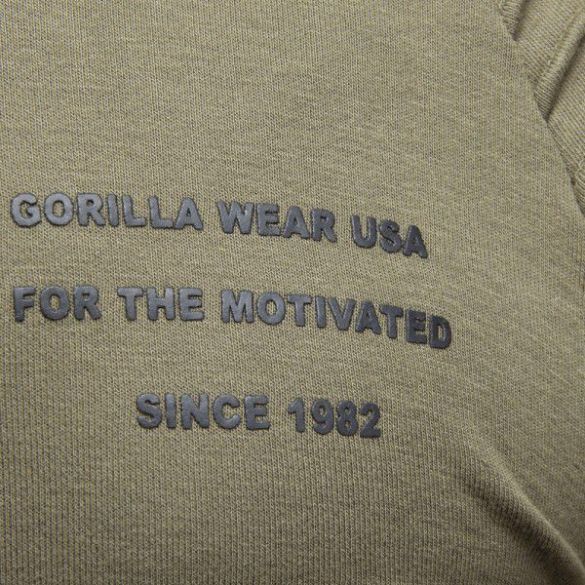 GORILLA WEAR USA
FOR THE MOTIVATED
SINCE 1982